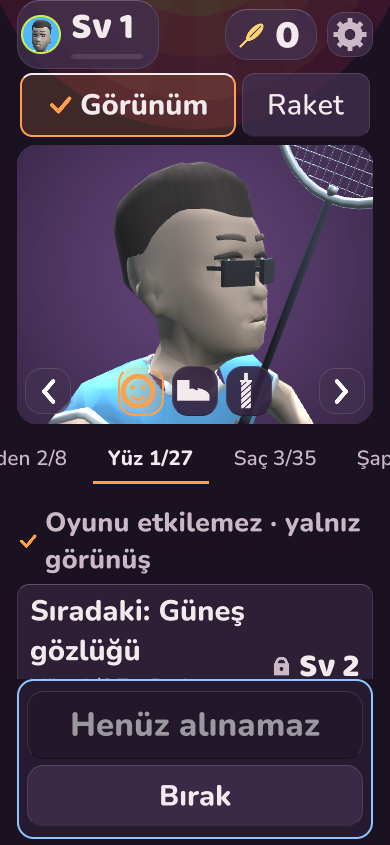 Sv 1
0
Görünüm
Raket
den 2/8
Yüz 1/27
Saç 3/35
Şap
Oyunu etkilemez · yalnız
görünüş
Sıradaki: Güneş
gözlüğü
Sv 2
Henüz alınamaz
Bırak